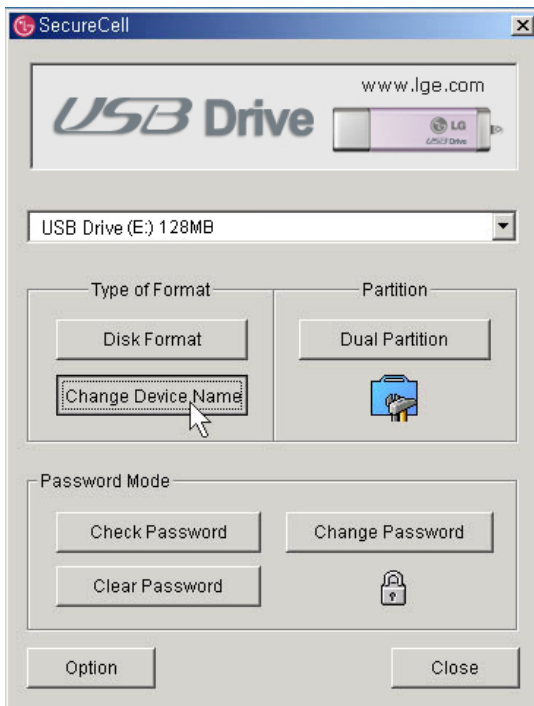 SecureCell
www.lge.com
USB Drive
LG
USB Drive
USB Drive (E:) 128MB
Type of Format
Partition
Disk Format
Dual Partition
Change Device Name
Password Mode
Check Password
Change Password
Clear Password
Option
Close